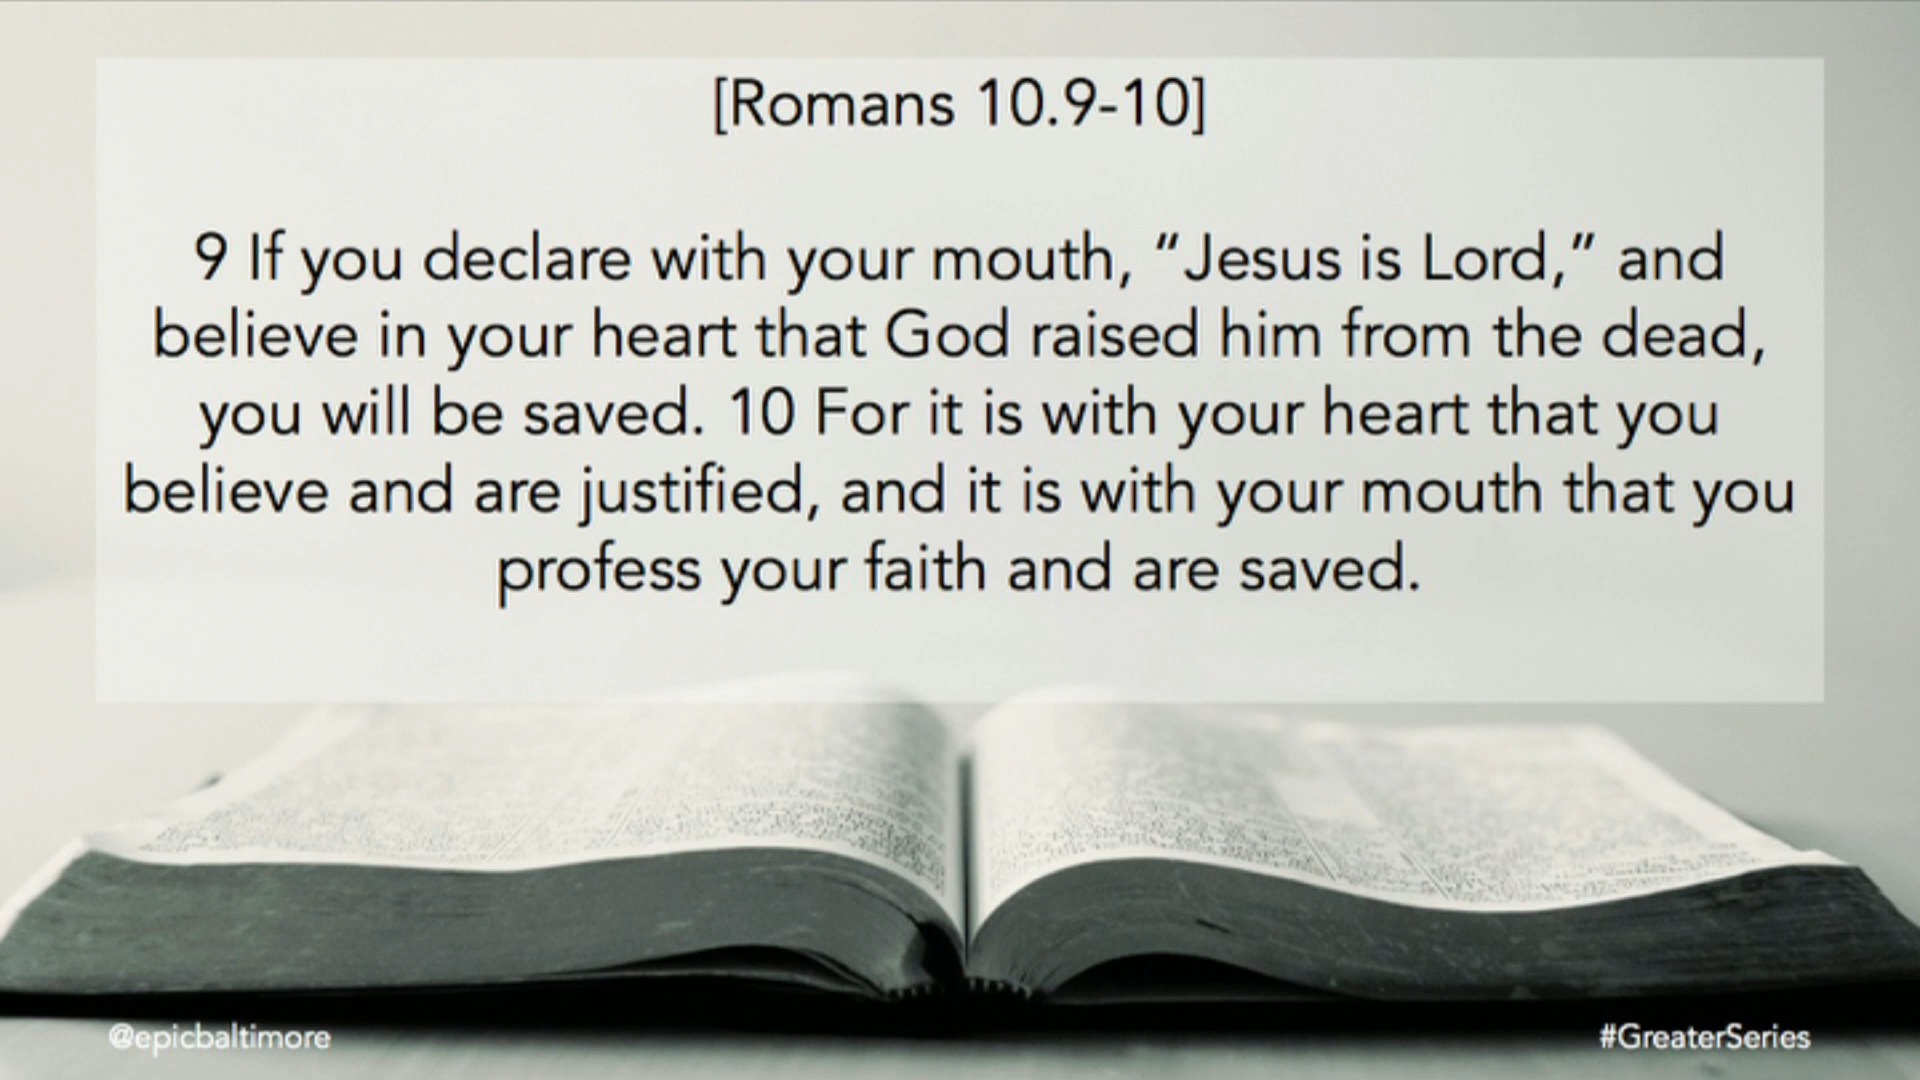 [Romans 10.9-10]
9 If you declare with your mouth, “Jesus is Lord,” and
believe in your heart that God raised him from the dead,
you will be saved. 10 For it is with your heart that you
believe and are justified, and it is with your mouth that you
profess your faith and are saved.
@epicbaltimore
#GreaterSeries